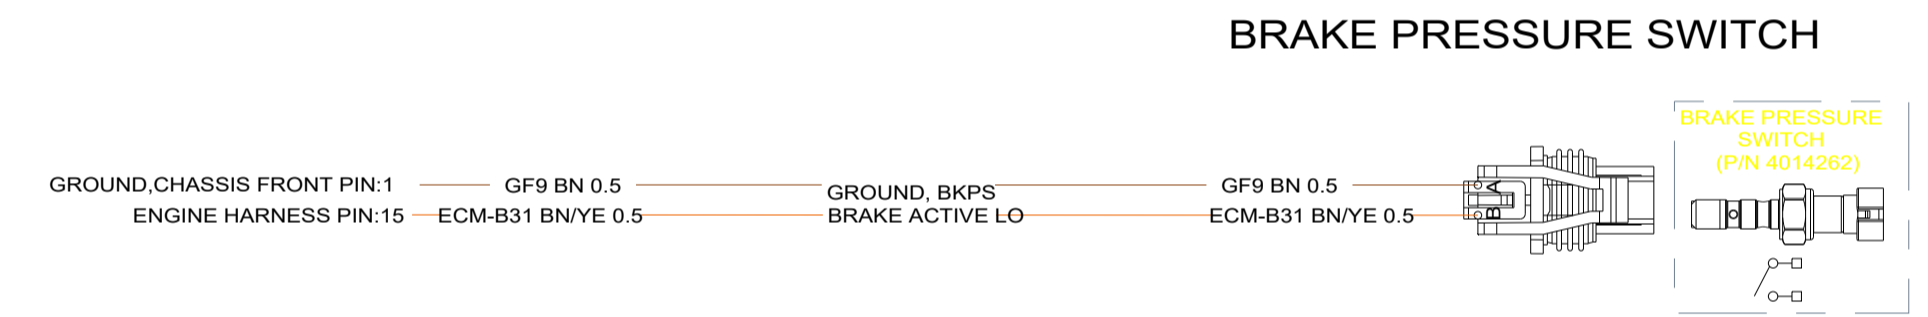 BRAKE PRESSURE SWITCH
BRAKE PRESSURE
SWITCH
(P/N 4014262)
GROUND,CHASSIS FRONT PIN:1 GF9 BN 0.5 GROUND, BKPS GF9 BN 0.5 A
ENGINE HARNESS PIN:15 ECM-B31 BN/YE 0.5 BRAKE ACTIVE LO ECM-B31 BN/YE 0.5 B